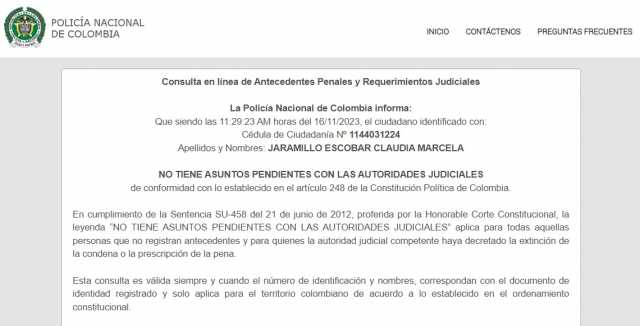 POLICÍA NACIONAL
DE COLOMBIA
INICIO CONTÁCTENOS PREGUNTAS FRECUENTES
Consulta en línea de Antecedentes Penales y Requerimientos Judiciales
La Policía Nacional de Colombia informa:
Que siendo las 11:29:23 AM horas del 16/11/2023, el ciudadano identificado con:
Cédula de Ciudadanía Nº 1144031224
Apellidos y Nombres: JARAMILLO ESCOBAR CLAUDIA MARCELA
NO TIENE ASUNTOS PENDIENTES CON LAS AUTORIDADES JUDICIALES
de conformidad con lo establecido en el artículo 248 de la Constitución Política de Colombia.
En cumplimiento de la Sentencia SU-458 del 21 de junio de 2012, proferida por la Honorable Corte Constitucional, la
leyenda "NO TIENE ASUNTOS PENDIENTES CON LAS AUTORIDADES JUDICIALES" aplica para todas aquellas
personas que no registran antecedentes y para quienes la autoridad judicial competente haya decretado la extinción de
la condena o la prescripción de la pena.
Esta consulta es válida siempre y cuando el número de identificación y nombres, correspondan con el documento de
identidad registrado y solo aplica para el territorio colombiano de acuerdo a lo establecido en el ordenamiento
constitucional.